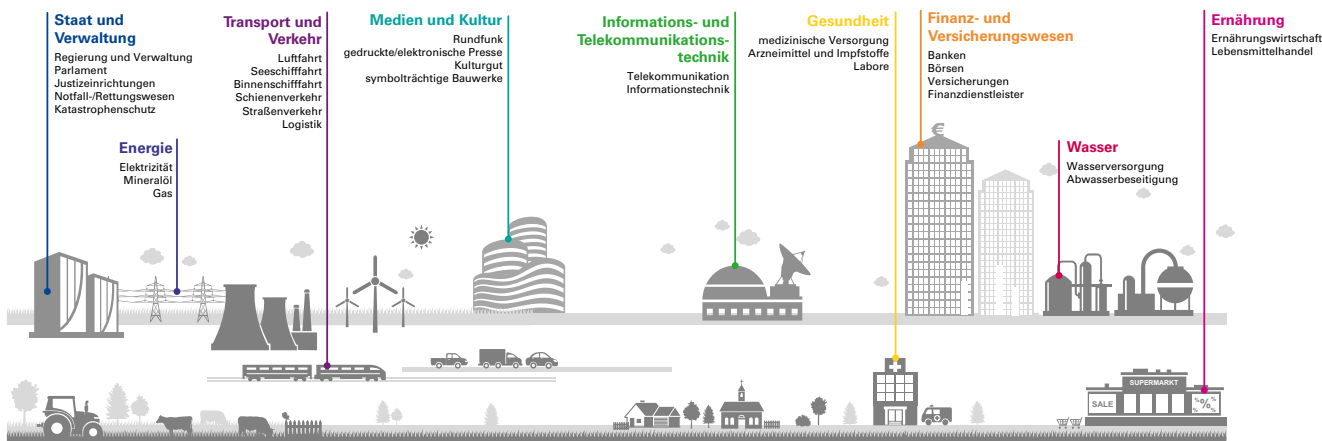 Staat und
Verwaltung
Regierung und Verwaltung
Parlament
Justizeinrichtungen
Notfall-/Rettungswesen
Katastrophenschutz
Energie
Elektrizität
Mineralöl
Gas
Transport und
Verkehr
Luftfahrt
Seeschifffahrt
Binnenschifffahrt
Schienenverkehr
Straßenverkehr
Logistik
Medien und Kultur
Rundfunk
gedruckte/elektronische Presse
Kulturgut
symbolträchtige Bauwerke
Informations- und
Telekommunikations-
technik
Telekommunikation
Informationstechnik
Gesundheit
medizinische Versorgung
Arzneimittel und Impfstoffe
Labore
Finanz- und
Versicherungswesen
Banken
Börsen
Versicherungen
Finanzdienstleister
€
Wasser
Wasserversorgung
Abwasserbeseitigung
Ernährung
Ernährungswirtschaft
Lebensmittelhandel
SUPERMARKT
SALE
%